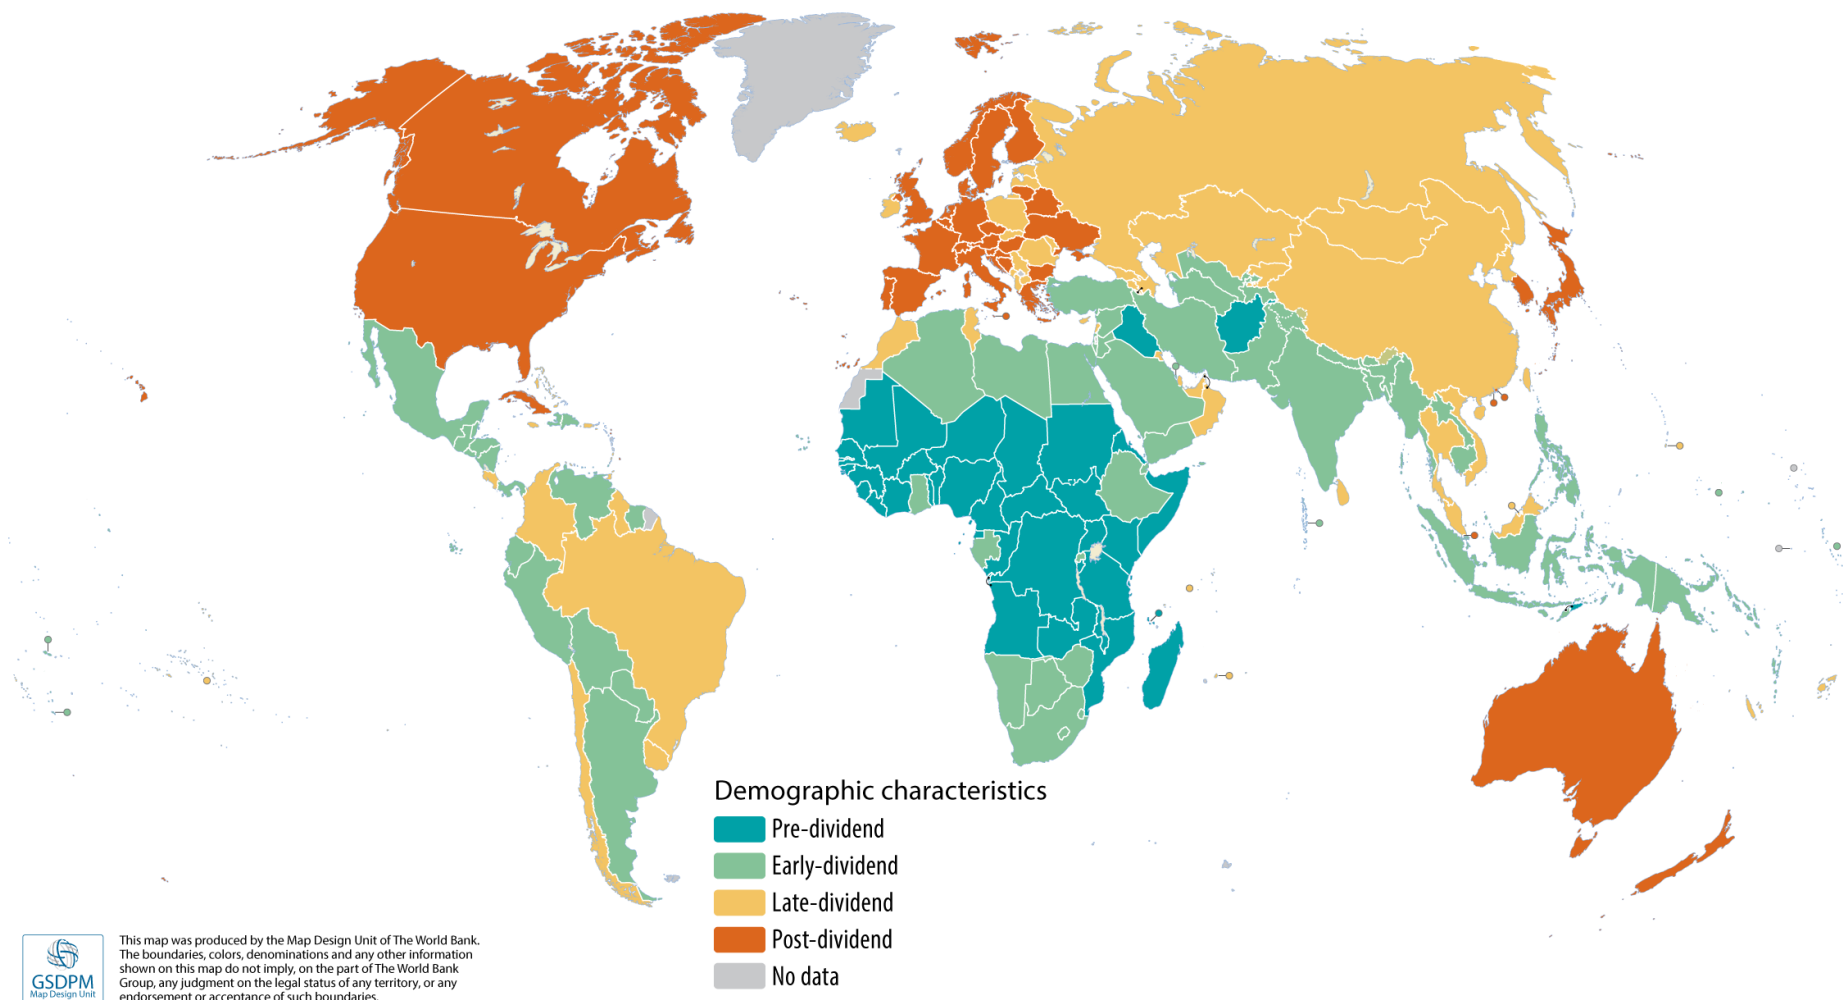 Demographic characteristics
Pre-dividend
Early-dividend
Late-dividend
Post-dividend
No data
GSDPM
Map Design Unit
This map was produced by the Map Design Unit of The World Bank.
The boundaries, colors, denominations and any other information
shown on this map do not imply, on the part of The World Bank
Group, any judgment on the legal status of any territory, or any
endorsement or acceptance of such boundaries.